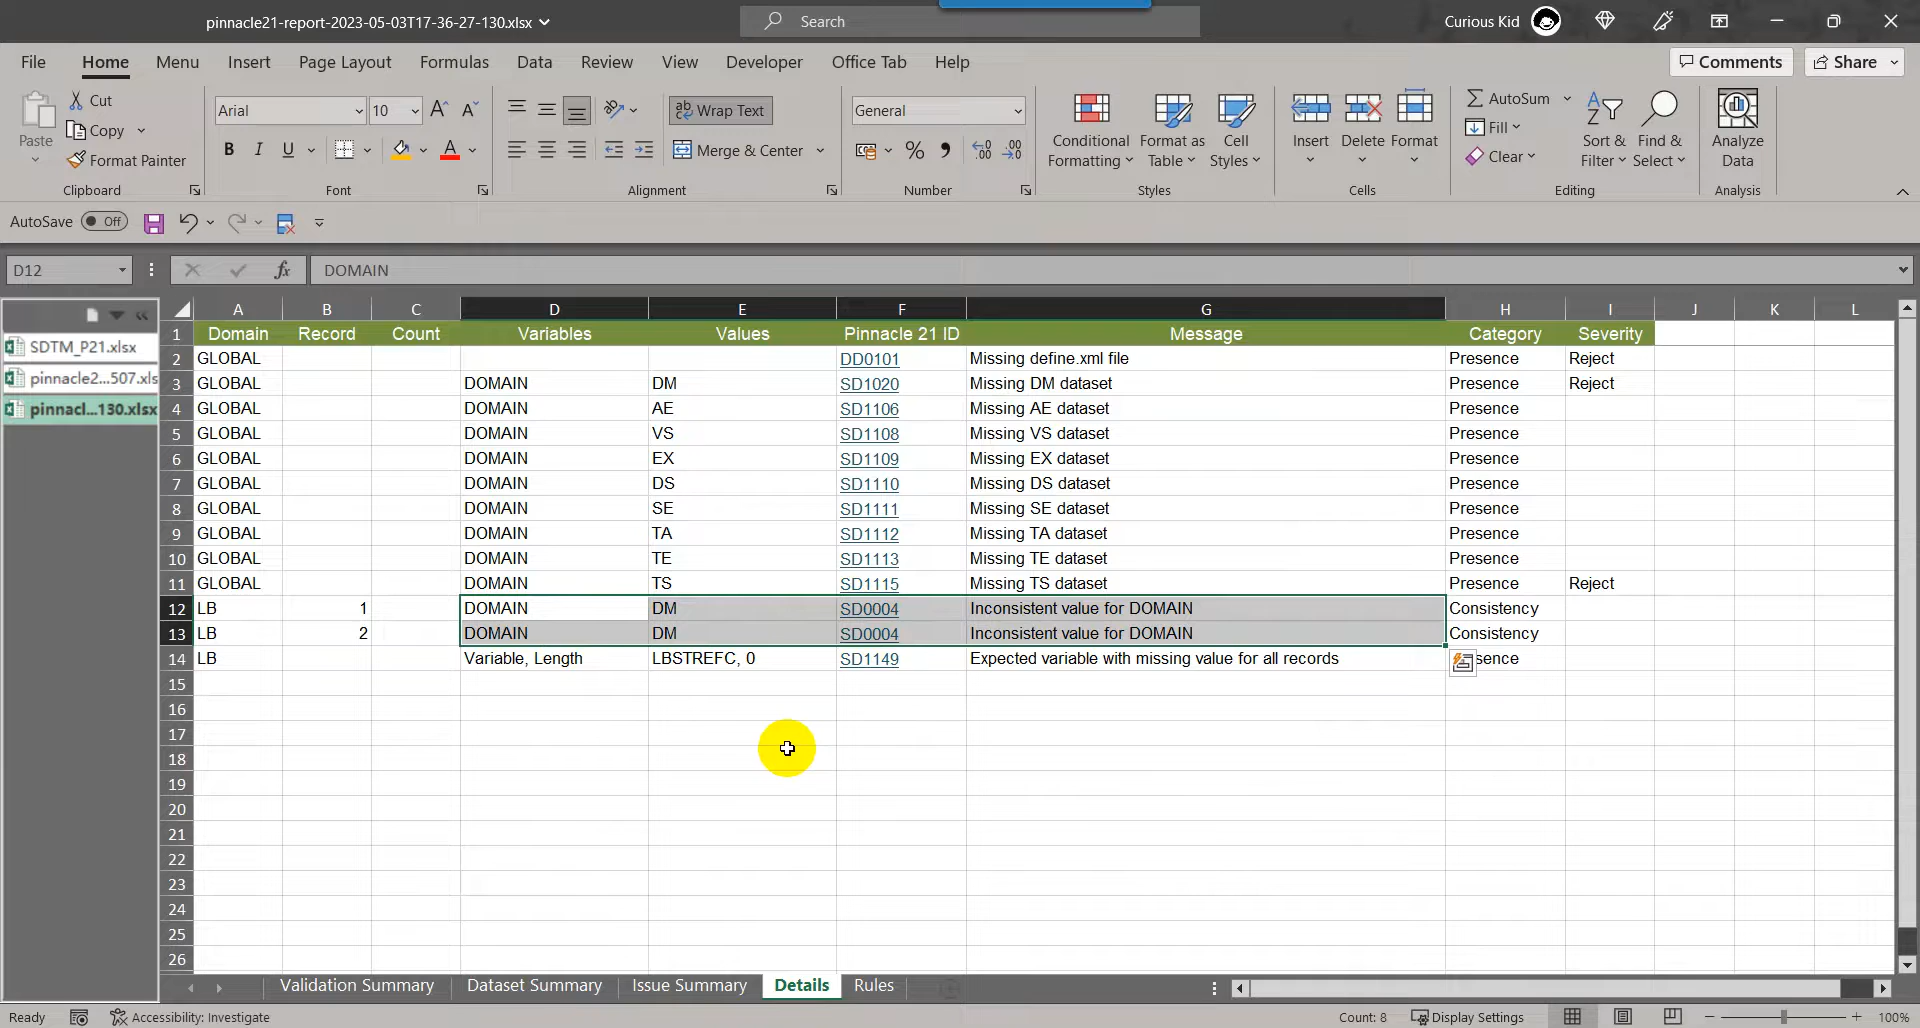 pinnacle21-report-2023-05-03T17-36-27-130.xlsx
Search
Curious Kid
File Home Menu Insert Page Layout Formulas Data Review View Developer Office Tab Help
Comments Share
Paste
Cut
Copy
Format Painter
Clipboard
Arial 10
B I U
Font
Wrap Text
Merge & Center
Alignment
General
Number
Conditional Formatting
Format as Table
Cell Styles
Styles
Insert Delete Format
Cells
AutoSum
Fill
Clear
Sort & Filter
Find & Select
Editing
Analyze Data
Analysis
AutoSave Off
D12 fx DOMAIN
SDTM_P21.xlsx
pinnacle2...507.xls
pinnacl...130.xlsx
A B C D E F G H I J K L
1 Domain Record Count Variables Values Pinnacle 21 ID Message Category Severity
2 GLOBAL DD0101 Missing define.xml file Presence Reject
3 GLOBAL DOMAIN DM SD1020 Missing DM dataset Presence Reject
4 GLOBAL DOMAIN AE SD1106 Missing AE dataset Presence
5 GLOBAL DOMAIN VS SD1108 Missing VS dataset Presence
6 GLOBAL DOMAIN EX SD1109 Missing EX dataset Presence
7 GLOBAL DOMAIN DS SD1110 Missing DS dataset Presence
8 GLOBAL DOMAIN SE SD1111 Missing SE dataset Presence
9 GLOBAL DOMAIN TA SD1112 Missing TA dataset Presence
10 GLOBAL DOMAIN TE SD1113 Missing TE dataset Presence
11 GLOBAL DOMAIN TS SD1115 Missing TS dataset Presence Reject
12 LB 1 DOMAIN DM SD0004 Inconsistent value for DOMAIN Consistency
13 LB 2 DOMAIN DM SD0004 Inconsistent value for DOMAIN Consistency
14 LB Variable, Length LBSTREFC, 0 SD1149 Expected variable with missing value for all records sence
15
16
17
18
19
20
21
22
23
24
25
26
Validation Summary Dataset Summary Issue Summary Details Rules
Ready Accessibility: Investigate Count: 8 Display Settings 100%